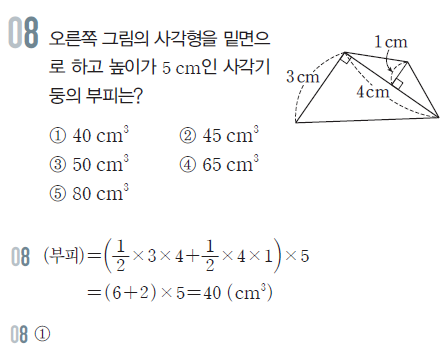 08 오른쪽 그림의 사각형을 밑면으
로 하고 높이가 5 cm인 사각기
둥의 부피는?
1 cm
3 cm
4 cm
① 40 cm³ ② 45 cm³
③ 50 cm³ ④ 65 cm³
⑤ 80 cm³
08 (부피)=(1/2×3×4+1/2×4×1)×5
=(6+2)×5=40 (cm³)
08 ①